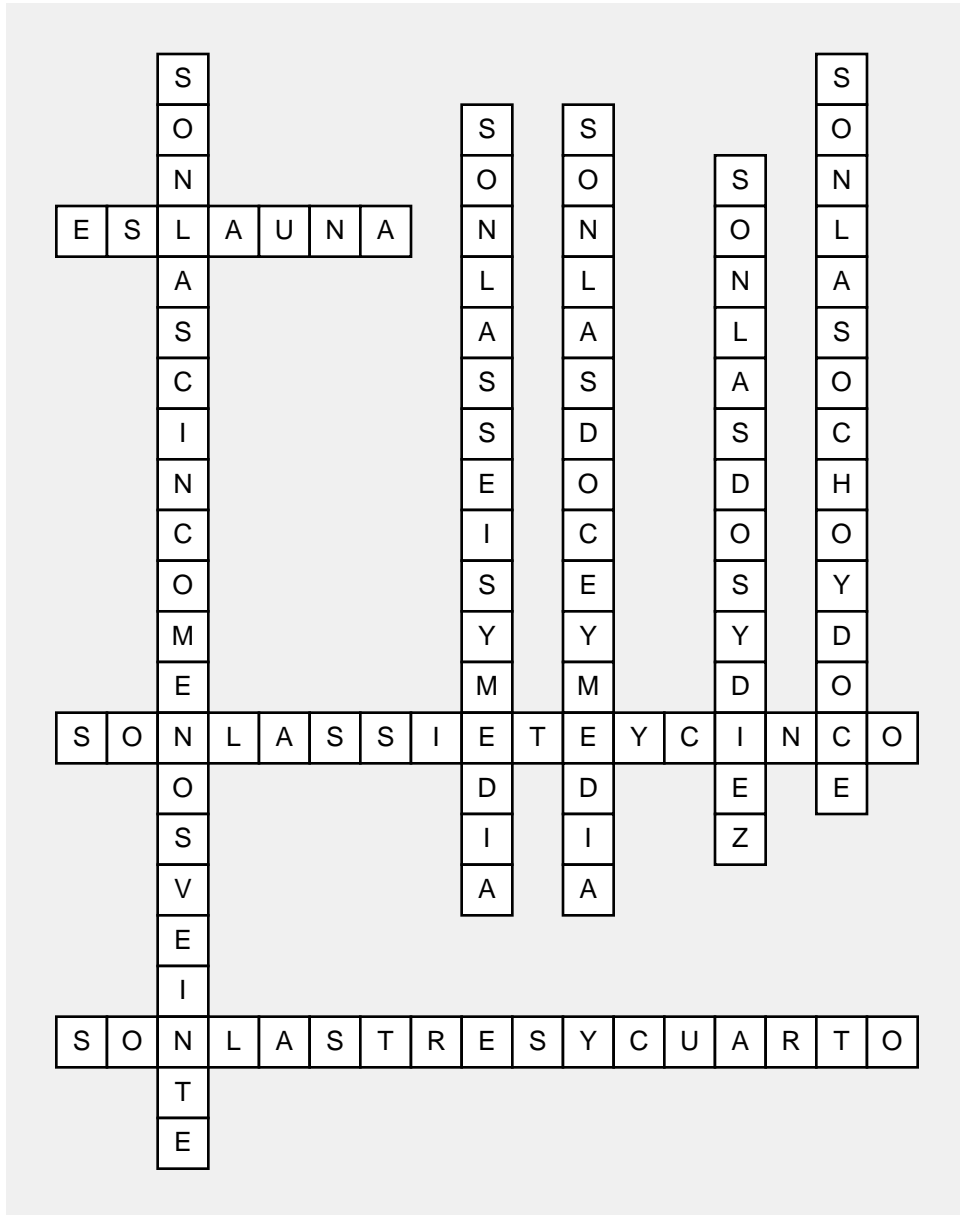 SONLASCINCOMENOSVEINTE
SONLASOCHOYDOCE
SONLASSEISYMEDIA
SONLASDOCEYMEDIA
SONLASDOSYDIEZ
ESLAUNA
SONLASSIETEYCINCO
SONLASTRESYCUARTO